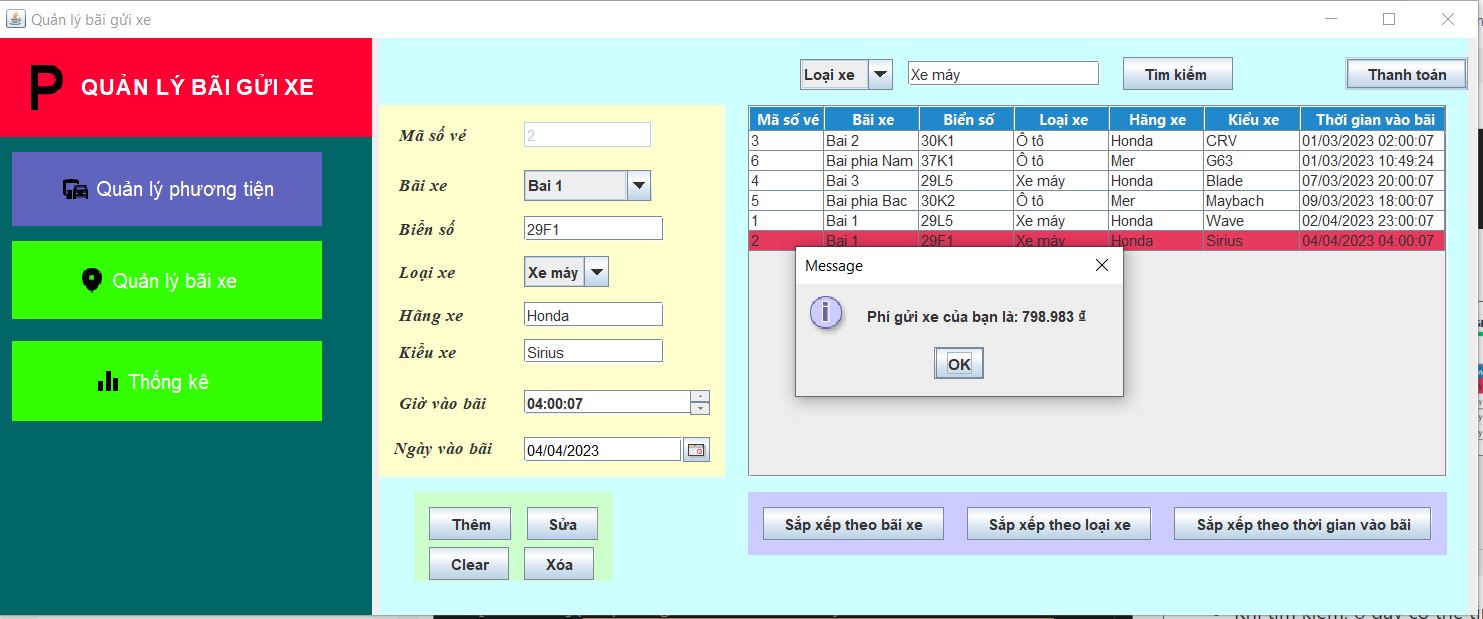 Quản lý bãi gửi xe
P QUẢN LÝ BÃI GỬI XE
Quản lý phương tiện
Quản lý bãi xe
Thống kê
Loại xe Xe máy Tìm kiếm Thanh toán
Mã số vé 2
Bãi xe Bai 1
Biển số 29F1
Loại xe Xe máy
Hãng xe Honda
Kiểu xe Sirius
Giờ vào bãi 04:00:07
Ngày vào bãi 04/04/2023
Thêm Sửa
Clear Xóa
Mã số vé Bãi xe Biển số Loại xe Hãng xe Kiểu xe Thời gian vào bãi
3 Bai 2 30K1 Ô tô Honda CRV 01/03/2023 02:00:07
6 Bai phia Nam 37K1 Ô tô Mer G63 01/03/2023 10:49:24
4 Bai 3 29L5 Xe máy Honda Blade 07/03/2023 20:00:07
5 Bai phia Bac 30K2 Ô tô Mer Maybach 09/03/2023 18:00:07
1 Bai 1 29L5 Xe máy Honda Wave 02/04/2023 23:00:07
2 Bai 1 29F1 Xe máy Honda Sirius 04/04/2023 04:00:07
Message
Phí gửi xe của bạn là: 798.983 ₫
OK
Sắp xếp theo bãi xe Sắp xếp theo loại xe Sắp xếp theo thời gian vào bãi